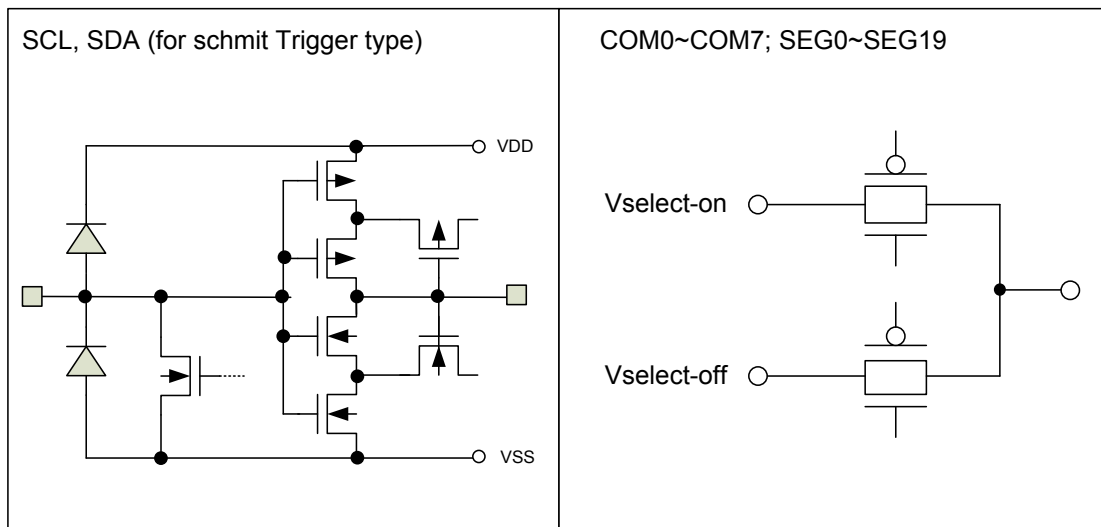 SCL, SDA (for schmit Trigger type)
VDD
VSS
COM0~COM7; SEG0~SEG19
Vselect-on
Vselect-off